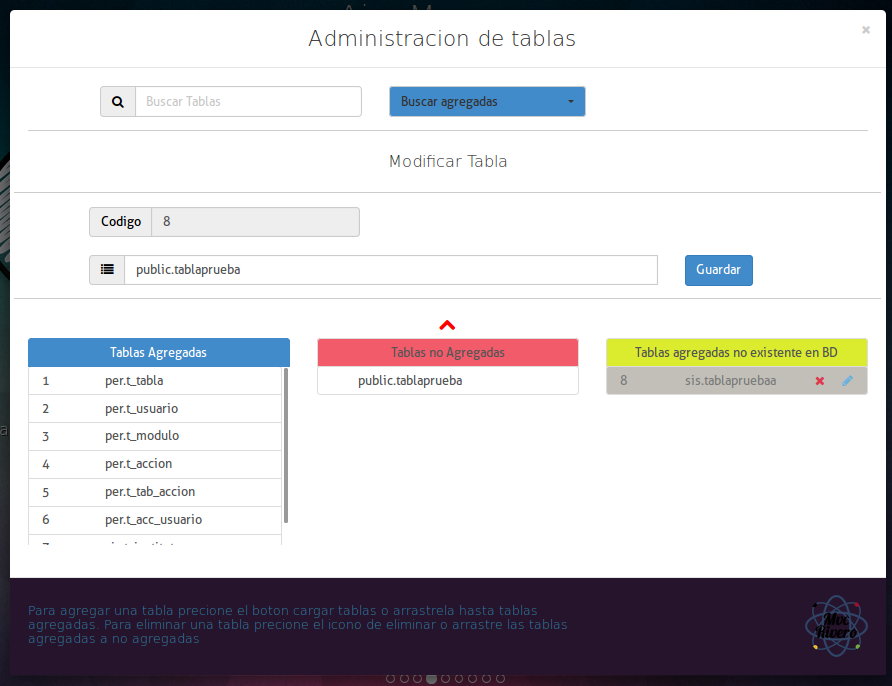 Administracion de tablas
×
Buscar Tablas
Buscar agregadas
Modificar Tabla
Codigo 8
public.tablaprueba
Guardar
Tablas Agregadas
1 per.t_tabla
2 per.t_usuario
3 per.t_modulo
4 per.t_accion
5 per.t_tab_accion
6 per.t_acc_usuario
Tablas no Agregadas
public.tablaprueba
Tablas agregadas no existente en BD
8 sis.tablapruebaa
Para agregar una tabla precione el boton cargar tablas o arrastrela hasta tablas
agregadas. Para eliminar una tabla precione el icono de eliminar o arrastre las tablas
agregadas a no agregadas
Mvc
Rivero